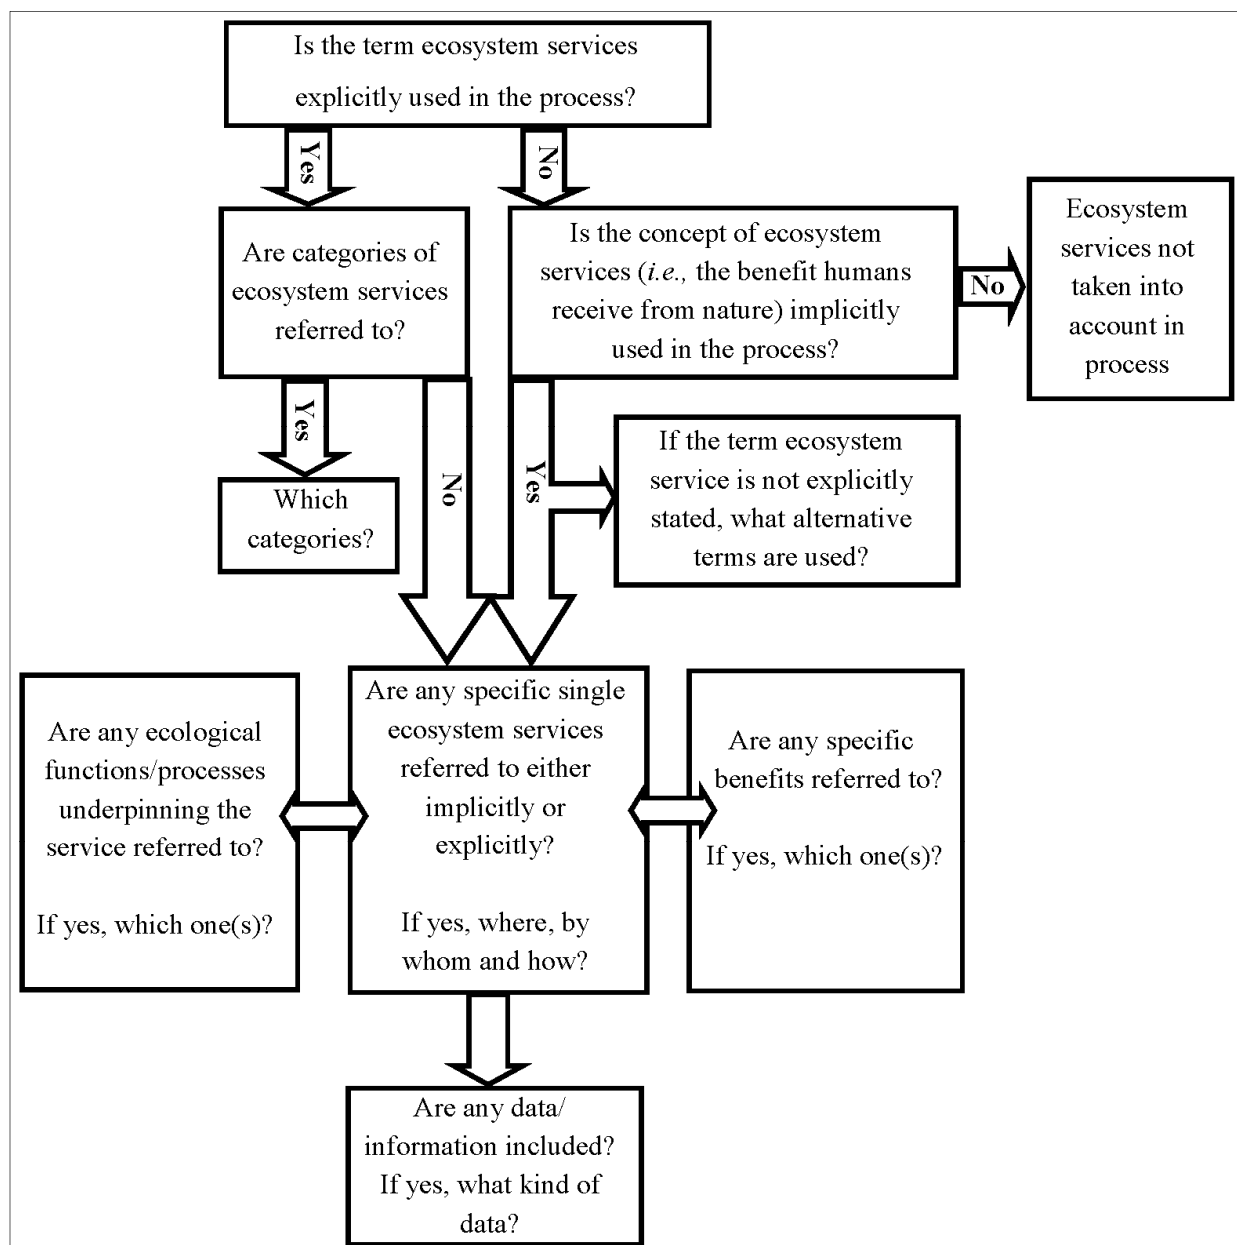 Is the term ecosystem services
explicitly used in the process?
Yes
No
Are categories of
ecosystem services
referred to?
Is the concept of ecosystem
services (i.e., the benefit humans
receive from nature) implicitly
used in the process?
No
Ecosystem
services not
taken into
account in
process
Yes
No
Yes
Which
categories?
If the term ecosystem
service is not explicitly
stated, what alternative
terms are used?
Are any ecological
functions/processes
underpinning the
service referred to?
If yes, which one(s)?
Are any specific single
ecosystem services
referred to either
implicitly or
explicitly?
If yes, where, by
whom and how?
Are any specific
benefits referred to?
If yes, which one(s)?
Are any data/
information included?
If yes, what kind of
data?